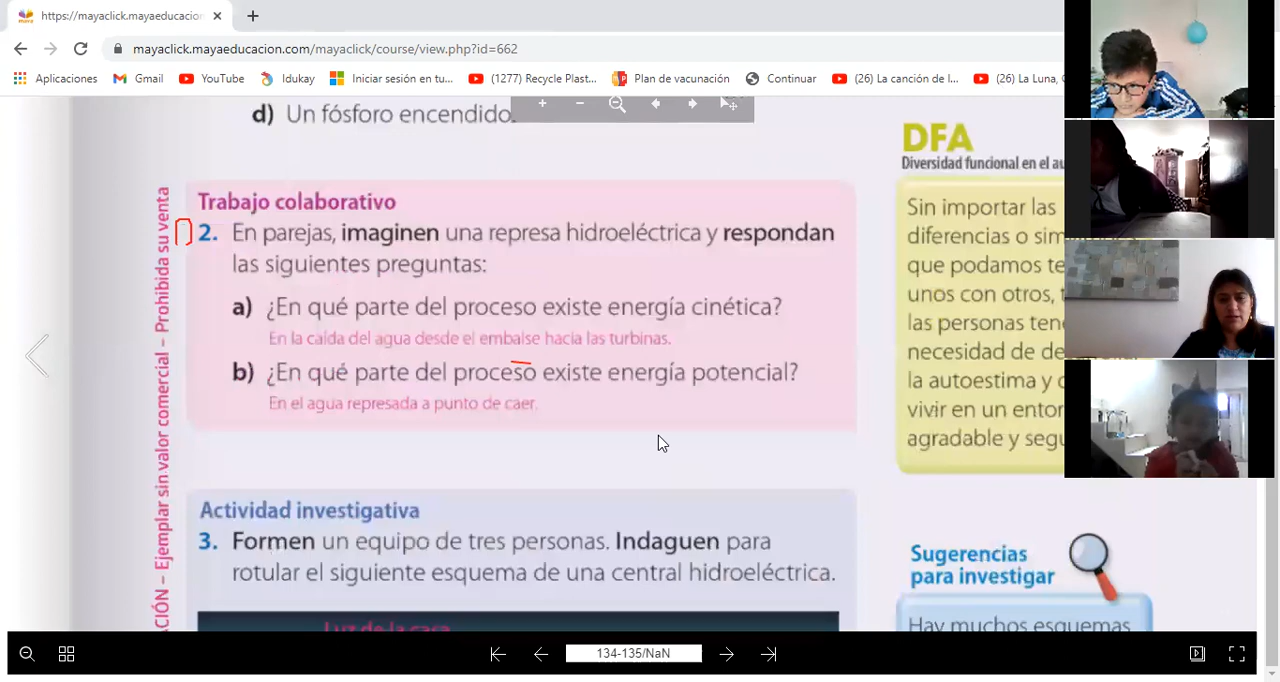 https://mayaclick.mayaeducacion
mayaclick.mayaeducacion.com/mayaclick/course/view.php?id=662
Aplicaciones Gmail YouTube Idukay Iniciar sesión en tu... (1277) Recycle Plast... Plan de vacunación Continuar (26) La canción de l... (26) La Luna,
d) Un fósforo encendido.
Trabajo colaborativo
2. En parejas, imaginen una represa hidroeléctrica y respondan
las siguientes preguntas:
a) ¿En qué parte del proceso existe energía cinética?
En la caída del agua desde el embalse hacia las turbinas.
b) ¿En qué parte del proceso existe energía potencial?
En el agua represada a punto de caer.
Actividad investigativa
3. Formen un equipo de tres personas. Indaguen para
rotular el siguiente esquema de una central hidroeléctrica.
Luz de la casa
CIÓN – Ejemplar sin valor comercial – Prohibida su venta
DFA
Diversidad funcional en el au
Sin importar las
diferencias o sim
que podamos te
unos con otros, t
las personas ten
necesidad de de
la autoestima y c
vivir en un entor
agradable y segu
Sugerencias
para investigar
Hay muchos esquemas
134-135/NaN